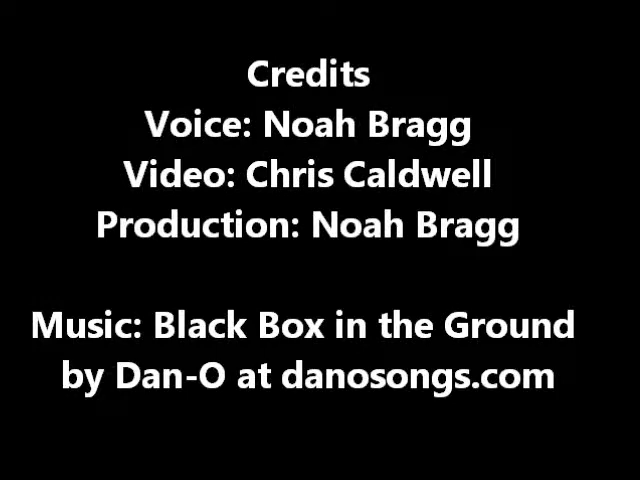 Credits
Voice: Noah Bragg
Video: Chris Caldwell
Production: Noah Bragg
Music: Black Box in the Ground
by Dan-O at danosongs.com